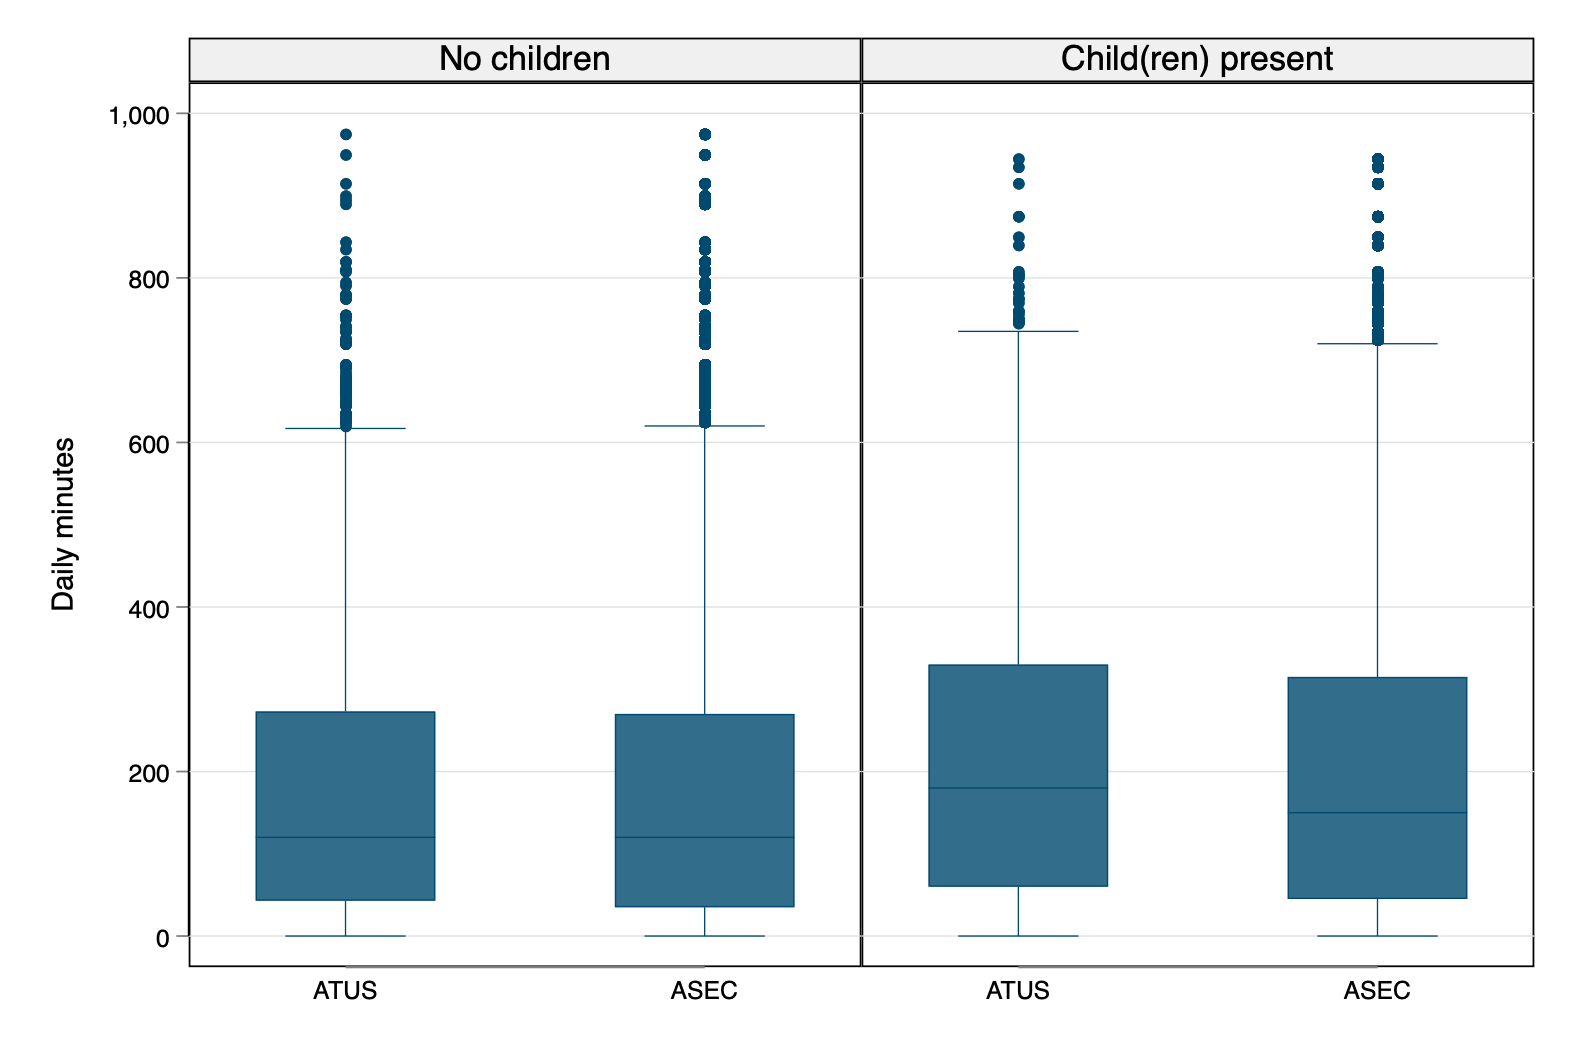 No children
Child(ren) present
Daily minutes
1,000
800
600
400
200
0
ATUS
ASEC
ATUS
ASEC